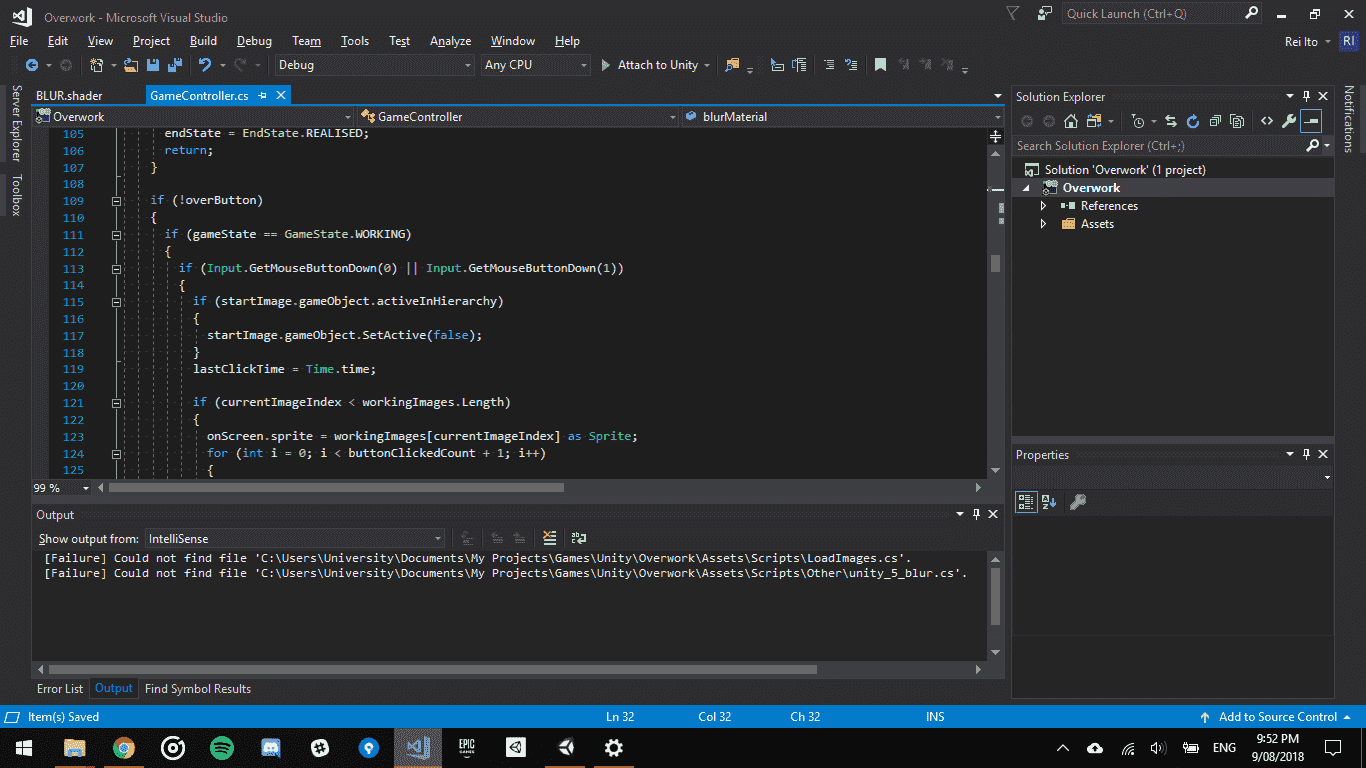 Overwork - Microsoft Visual Studio
Quick Launch (Ctrl+Q)
File Edit View Project Build Debug Team Tools Test Analyze Window Help
Rei Ito RI
Debug Any CPU Attach to Unity
Server Explorer
Toolbox
BLUR.shader GameController.cs
Overwork GameController blurMaterial
105 endState = EndState.REALISED;
106 return;
107 }
108
109 if (!overButton)
110 {
111 if (gameState == GameState.WORKING)
112 {
113 if (Input.GetMouseButtonDown(0) || Input.GetMouseButtonDown(1))
114 {
115 if (startImage.gameObject.activeInHierarchy)
116 {
117 startImage.gameObject.SetActive(false);
118 }
119 lastClickTime = Time.time;
120
121 if (currentImageIndex < workingImages.Length)
122 {
123 onScreen.sprite = workingImages[currentImageIndex] as Sprite;
124 for (int i = 0; i < buttonClickedCount + 1; i++)
125 {
99 %
Output
Show output from: IntelliSense
[Failure] Could not find file 'C:\Users\University\Documents\My Projects\Games\Unity\Overwork\Assets\Scripts\LoadImages.cs'.
[Failure] Could not find file 'C:\Users\University\Documents\My Projects\Games\Unity\Overwork\Assets\Scripts\Other\unity_5_blur.cs'.
Error List Output Find Symbol Results
Solution Explorer
Search Solution Explorer (Ctrl+;)
Solution 'Overwork' (1 project)
Overwork
References
Assets
Properties
Notifications
Item(s) Saved Ln 32 Col 32 Ch 32 INS Add to Source Control
EPIC
GAMES
ENG
9:52 PM
9/08/2018